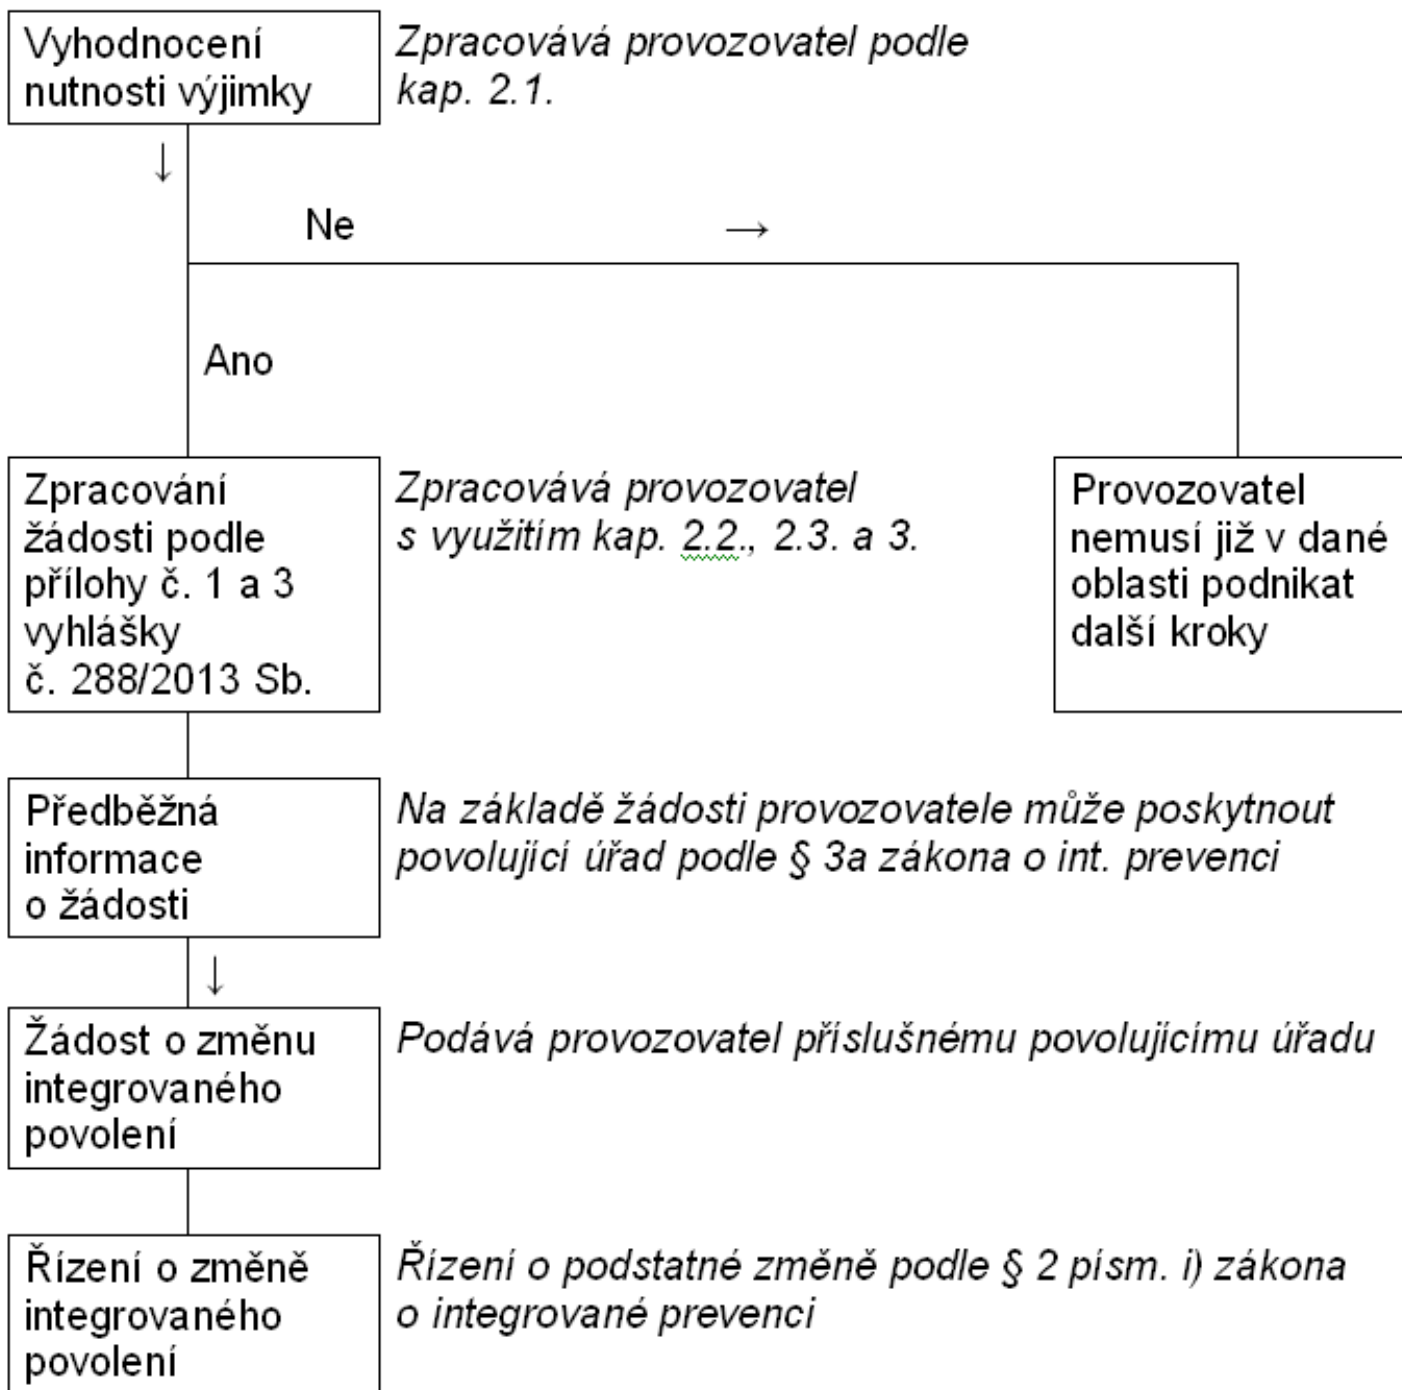 Vyhodnocení
nutnosti výjimky
Zpracovává provozovatel podle
kap. 2.1.
↓
Ne →
Ano
Zpracování
žádosti podle
přílohy č. 1 a 3
vyhlášky
č. 288/2013 Sb.
Zpracovává provozovatel
s využitím kap. 2.2., 2.3. a 3.
Provozovatel
nemusí již v dané
oblasti podnikat
další kroky
Předběžná
informace
o žádosti
Na základě žádosti provozovatele může poskytnout
povolující úřad podle § 3a zákona o int. prevenci
↓
Žádost o změnu
integrovaného
povolení
Podává provozovatel příslušnému povolujícímu úřadu
Řízení o změně
integrovaného
povolení
Řízení o podstatné změně podle § 2 písm. i) zákona
o integrované prevenci